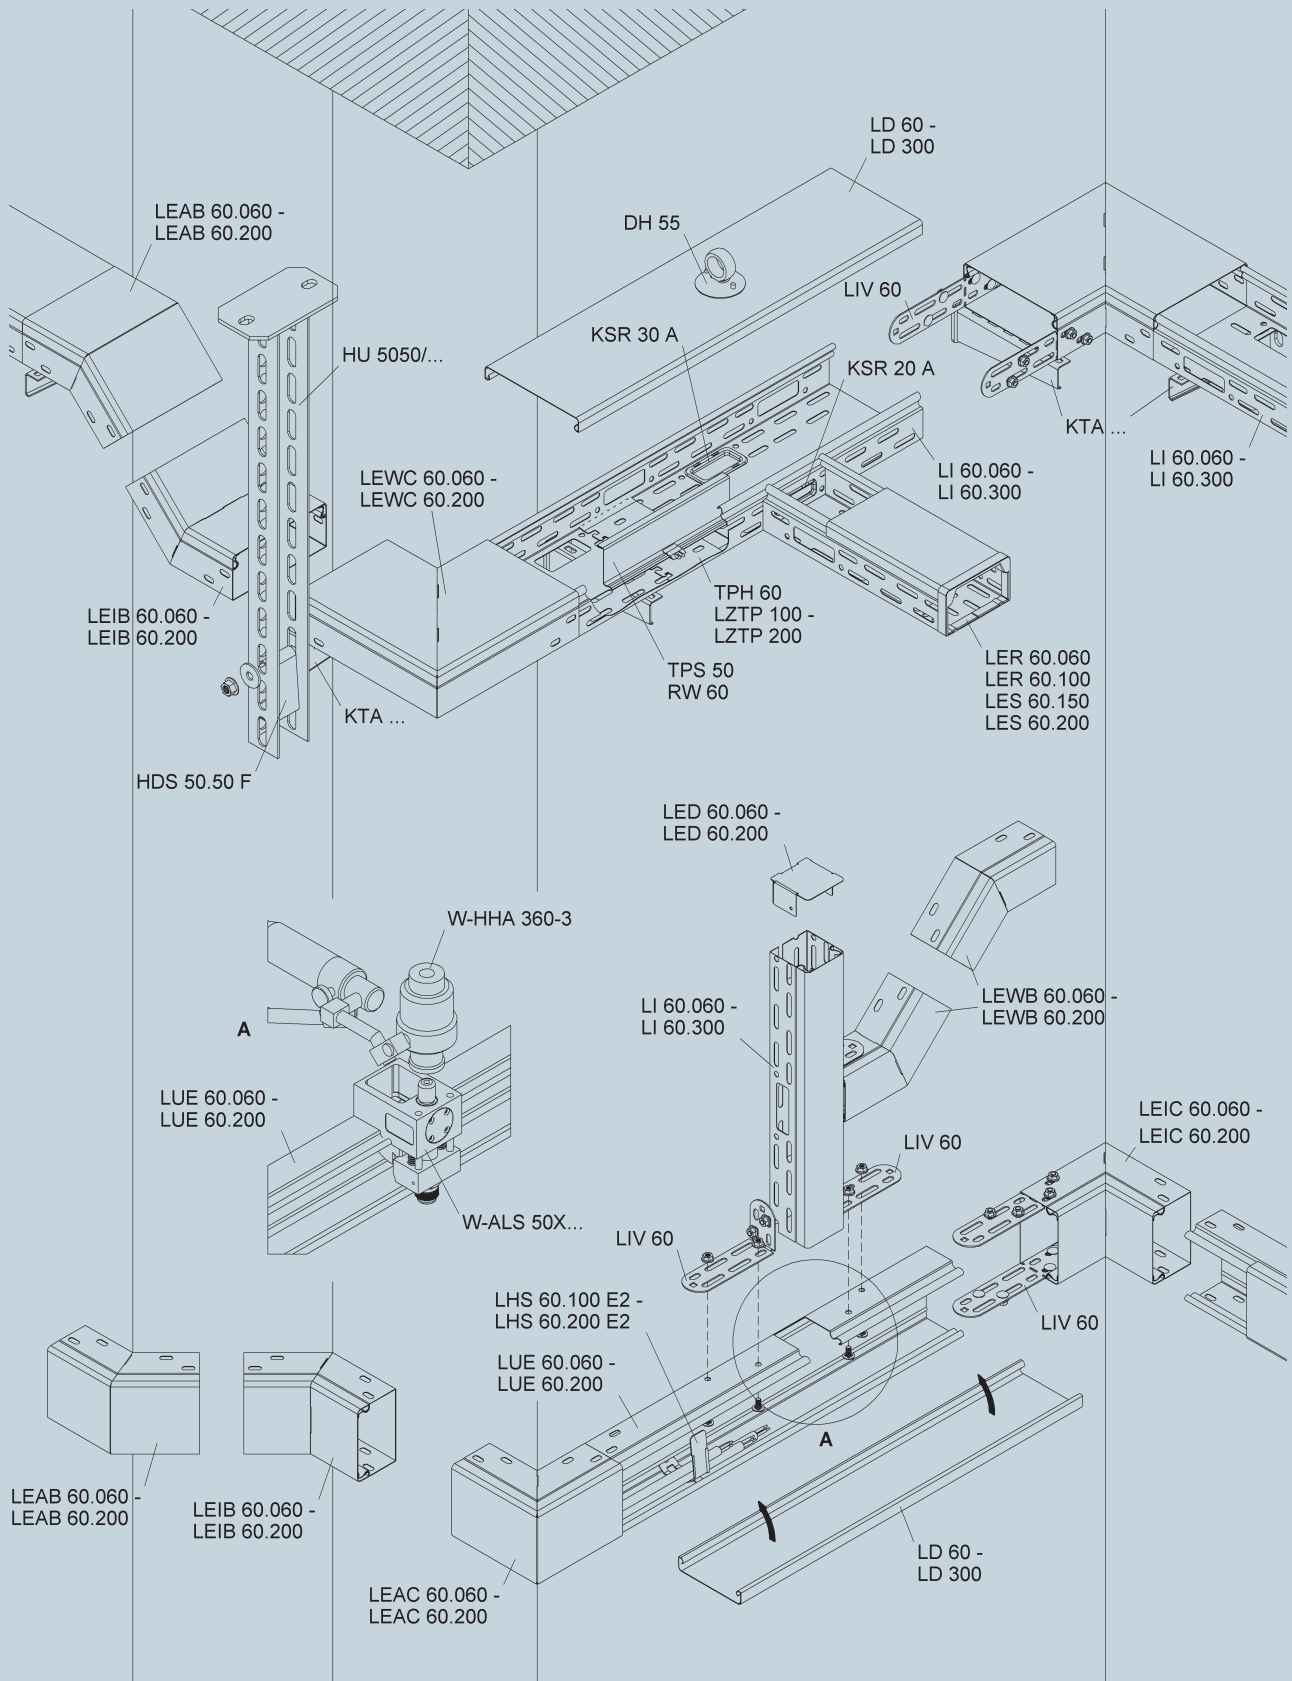 LD 60 -
LD 300
LEAB 60.060 -
LEAB 60.200
DH 55
LIV 60
KSR 30 A
HU 5050/...
KSR 20 A
KTA ...
LI 60.060 -
LI 60.300
LI 60.060 -
LI 60.300
LEWC 60.060 -
LEWC 60.200
TPH 60
LZTP 100 -
LZTP 200
LEIB 60.060 -
LEIB 60.200
TPS 50
RW 60
LER 60.060
LER 60.100
LES 60.150
LES 60.200
KTA ...
HDS 50.50 F
LED 60.060 -
LED 60.200
W-HHA 360-3
A
LI 60.060 -
LI 60.300
LEWB 60.060 -
LEWB 60.200
LUE 60.060 -
LUE 60.200
LEIC 60.060 -
LEIC 60.200
LIV 60
W-ALS 50X...
LIV 60
LHS 60.100 E2 -
LHS 60.200 E2
LIV 60
LUE 60.060 -
LUE 60.200
A
LEAB 60.060 -
LEAB 60.200
LEIB 60.060 -
LEIB 60.200
LD 60 -
LD 300
LEAC 60.060 -
LEAC 60.200